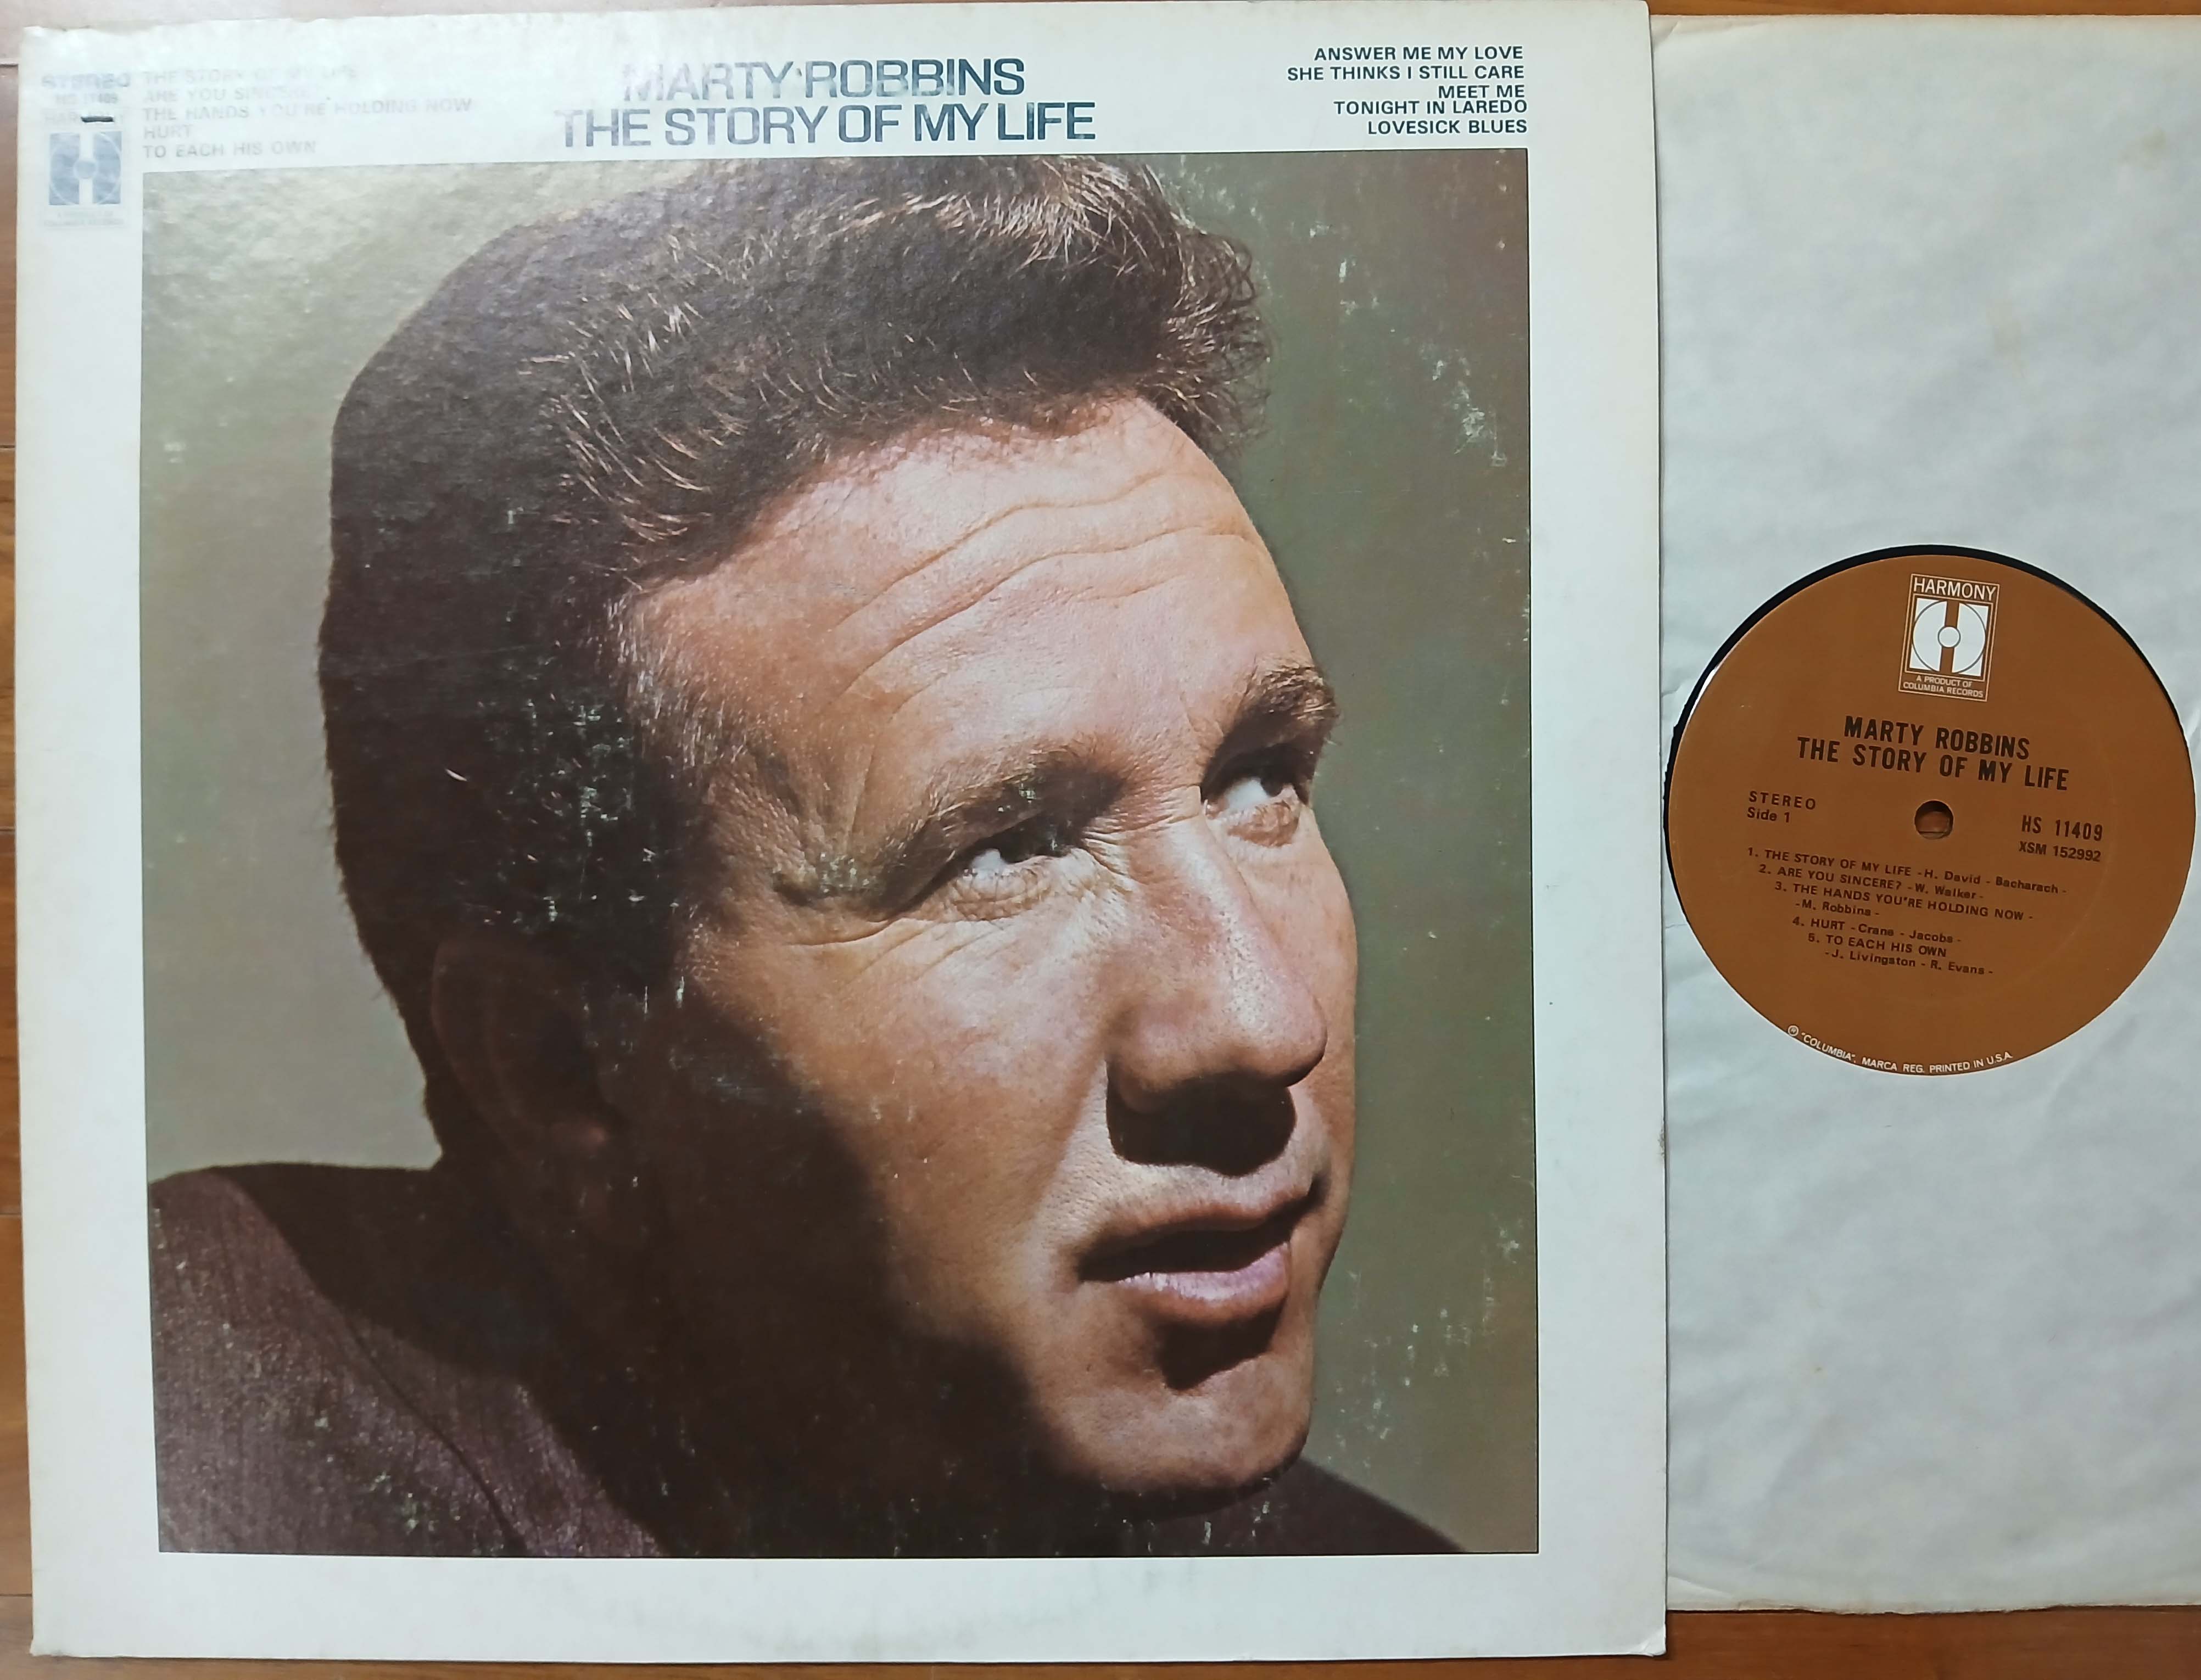 STEREO
HS 11409
HARMONY
THE STORY OF MY LIFE
ARE YOU SINCERE
THE HANDS YOU'RE HOLDING NOW
HURT
TO EACH HIS OWN
MARTY ROBBINS
THE STORY OF MY LIFE
ANSWER ME MY LOVE
SHE THINKS I STILL CARE
MEET ME
TONIGHT IN LAREDO
LOVESICK BLUES
HARMONY
A PRODUCT OF
COLUMBIA RECORDS
MARTY ROBBINS
THE STORY OF MY LIFE
STEREO
Side 1
HS 11409
XSM 152992
1. THE STORY OF MY LIFE -H. David - Bacharach -
2. ARE YOU SINCERE? -W. Walker -
3. THE HANDS YOU'RE HOLDING NOW -
-M. Robbins -
4. HURT -Crane - Jacobs -
5. TO EACH HIS OWN
-J. Livingston - R. Evans -
℗ "COLUMBIA", MARCA REG. PRINTED IN U.S.A.